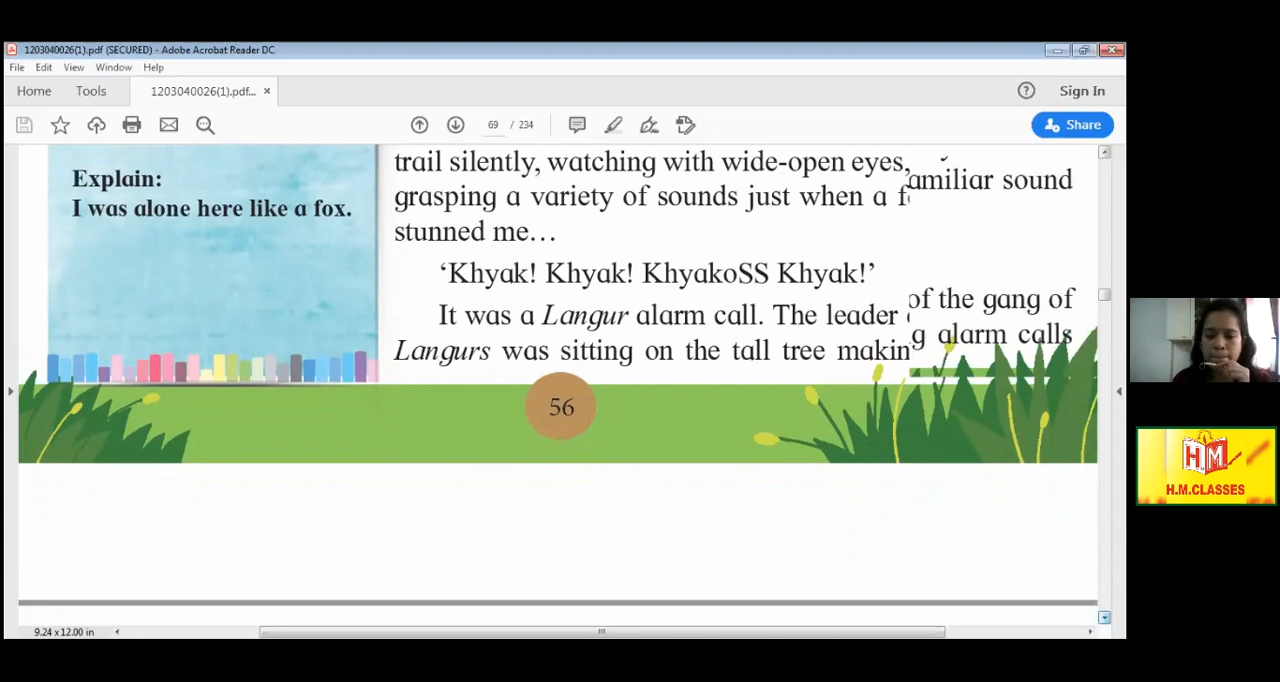 1203040026(1).pdf (SECURED) - Adobe Acrobat Reader DC
File Edit View Window Help
Home Tools 1203040026(1).pdf... × Sign In
69 / 234 Share
Explain:
I was alone here like a fox.
trail silently, watching with wide-open eyes,
grasping a variety of sounds just when a familiar sound
stunned me...
‘Khyak! Khyak! KhyakoSS Khyak!’
It was a Langur alarm call. The leader of the gang of
Langurs was sitting on the tall tree making alarm calls
56
9.24 x 12.00 in
H.M.
H.M.CLASSES